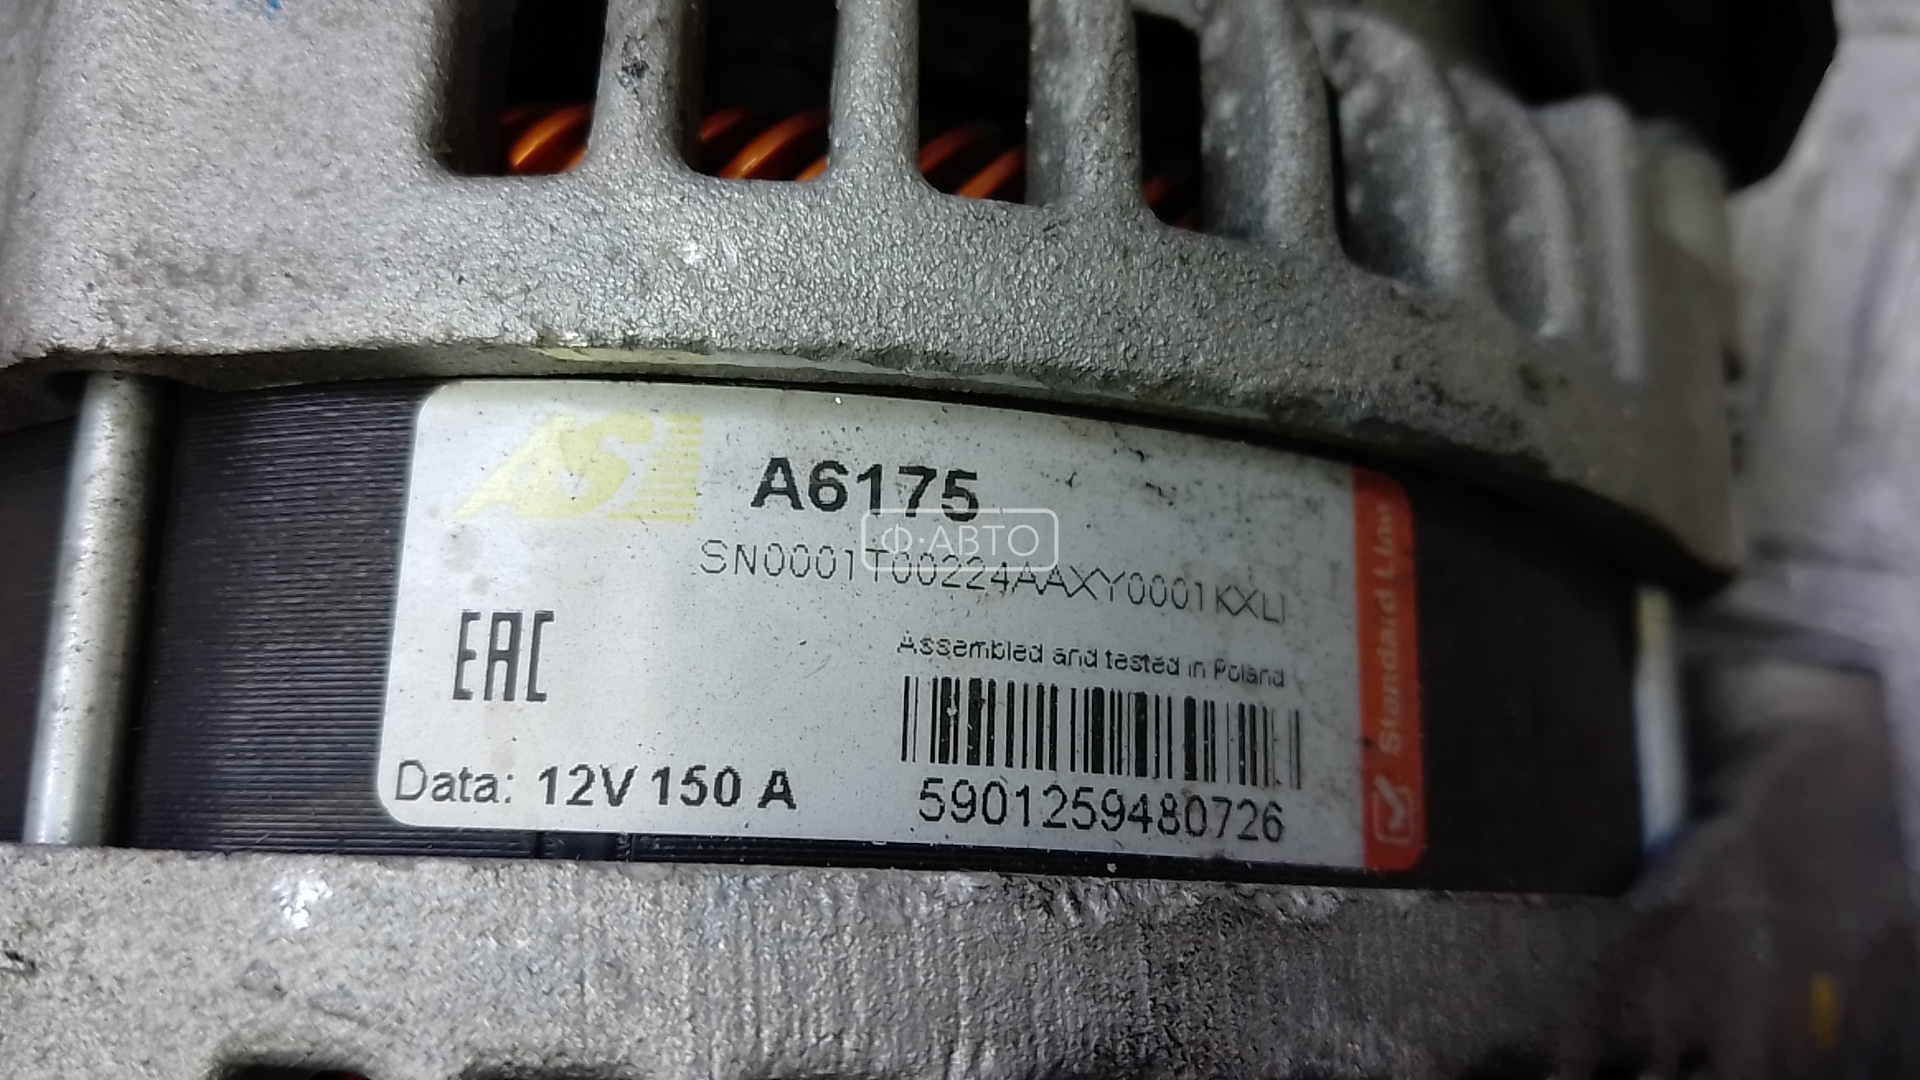 AS
A6175
Ф·АВТО
SN0001T00224AAXY0001KXLI
EAC
Assembled and tested in Poland
Data: 12V 150 A
5901259480726
Standard Line